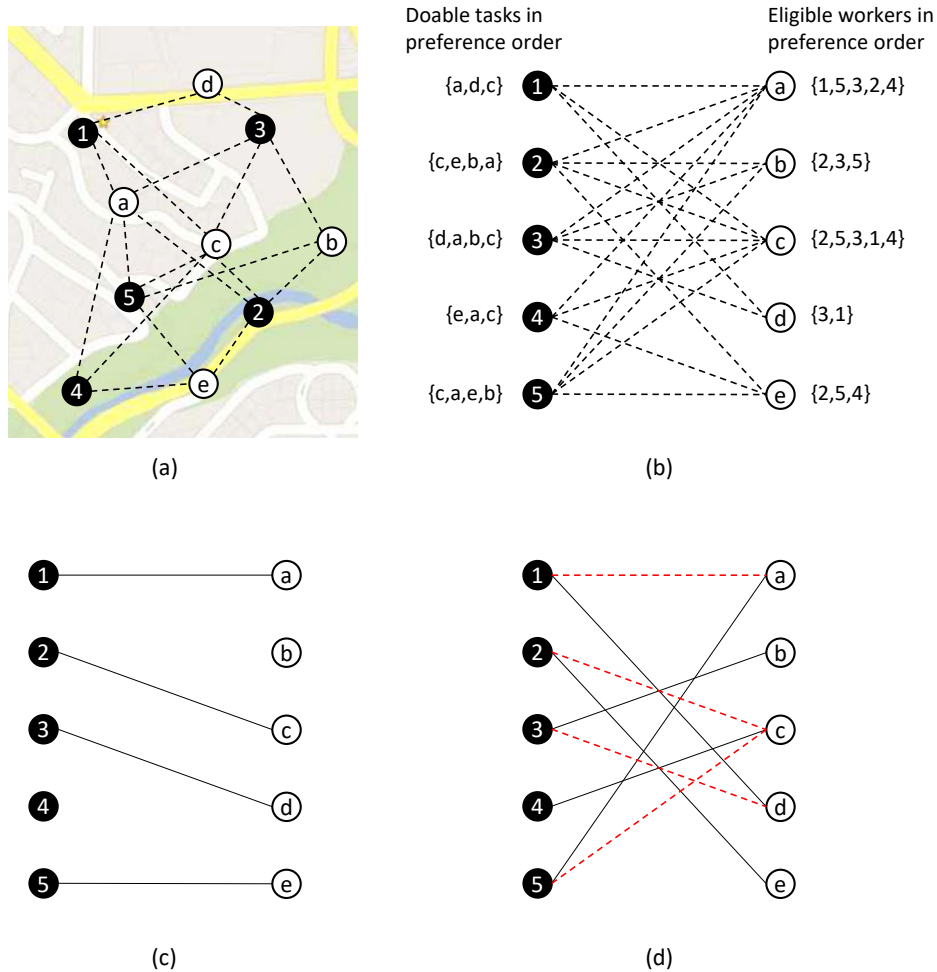 Doable tasks in
preference order
Eligible workers in
preference order
d
1
3
a
c
b
5
2
4
e
(a)
{a,d,c} 1 a {1,5,3,2,4}
{c,e,b,a} 2 b {2,3,5}
{d,a,b,c} 3 c {2,5,3,1,4}
{e,a,c} 4 d {3,1}
{c,a,e,b} 5 e {2,5,4}
(b)
1 a
2 b
3 c
4 d
5 e
(c)
1 a
2 b
3 c
4 d
5 e
(d)